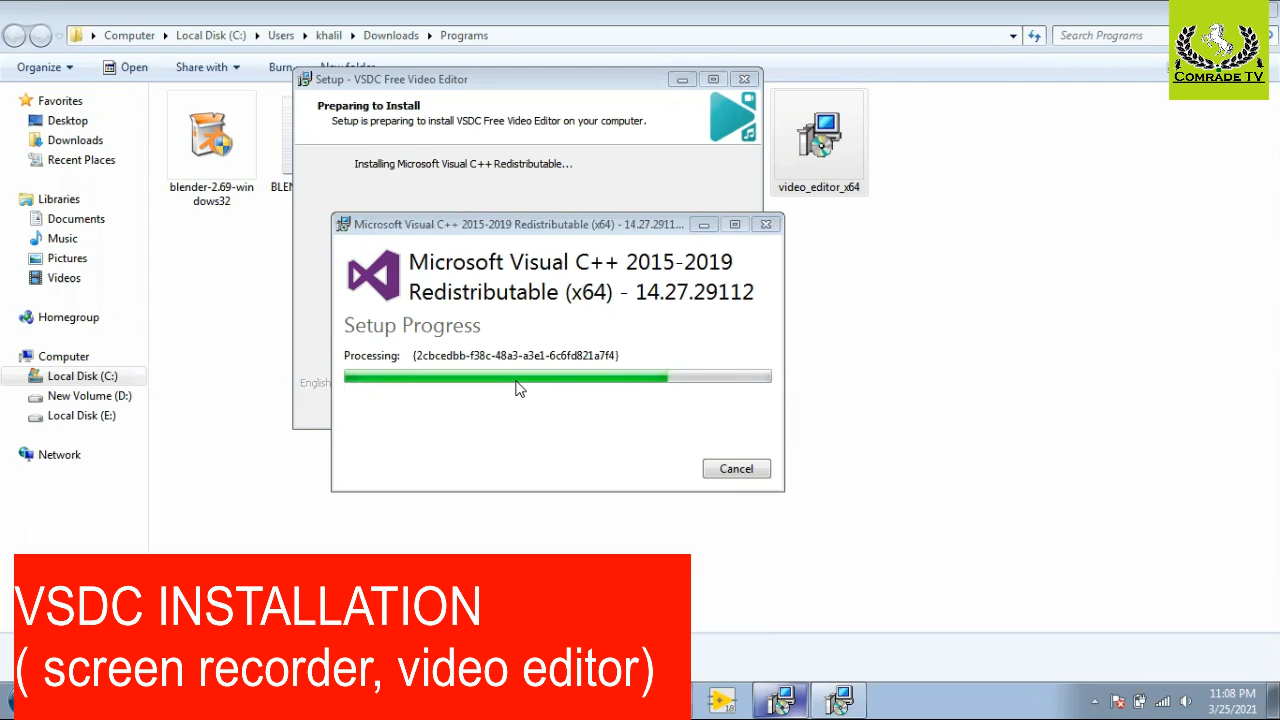 Computer
Local Disk (C:)
Users
khalil
Downloads
Programs
Search Programs
Organize
Open
Share with
Burn
New folder
Comrade TV
Favorites
Desktop
Downloads
Recent Places
Libraries
Documents
Music
Pictures
Videos
Homegroup
Computer
Local Disk (C:)
New Volume (D:)
Local Disk (E:)
Network
blender-2.69-win
dows32
BLEN
video_editor_x64
Setup - VSDC Free Video Editor
Preparing to Install
Setup is preparing to install VSDC Free Video Editor on your computer.
Installing Microsoft Visual C++ Redistributable...
English
Microsoft Visual C++ 2015-2019 Redistributable (x64) - 14.27.2911...
Microsoft Visual C++ 2015-2019
Redistributable (x64) - 14.27.29112
Setup Progress
Processing: {2cbcedbb-f38c-48a3-a3e1-6c6fd821a7f4}
Cancel
VSDC INSTALLATION
( screen recorder, video editor)
18
11:08 PM
3/25/2021